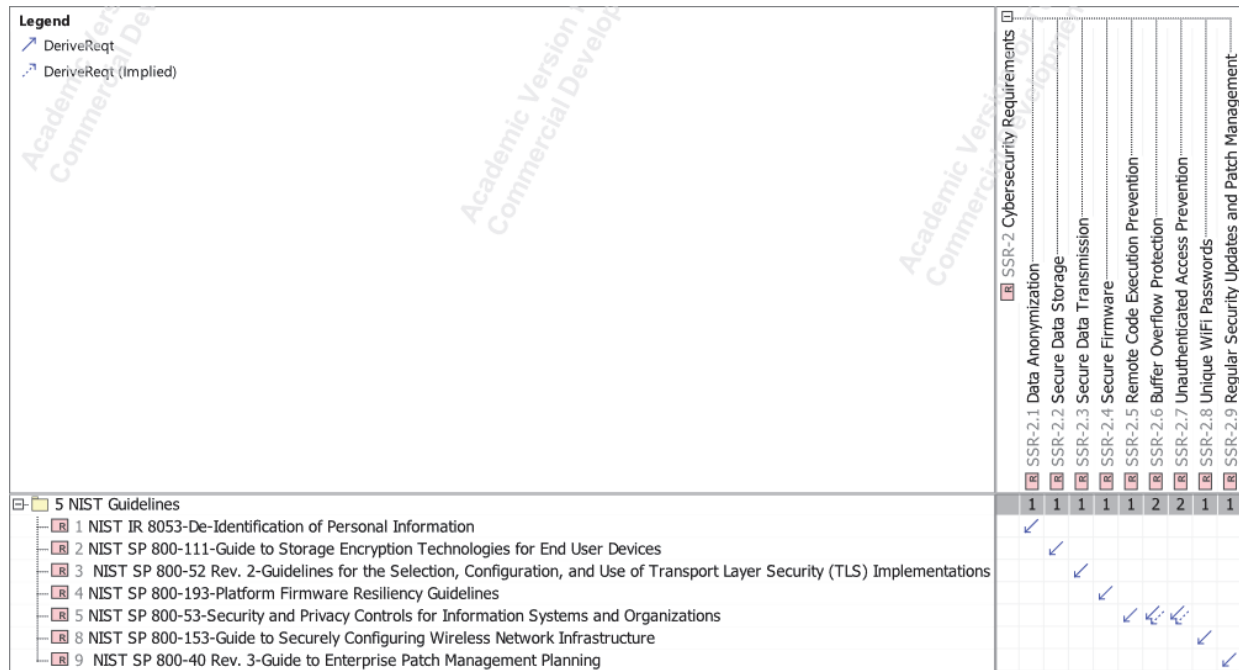 Legend
DeriveReqt
DeriveReqt (Implied)
SSR-2 Cybersecurity Requirements
SSR-2.1 Data Anonymization
SSR-2.2 Secure Data Storage
SSR-2.3 Secure Data Transmission
SSR-2.4 Secure Firmware
SSR-2.5 Remote Code Execution Prevention
SSR-2.6 Buffer Overflow Protection
SSR-2.7 Unauthenticated Access Prevention
SSR-2.8 Unique WiFi Passwords
SSR-2.9 Regular Security Updates and Patch Management
5 NIST Guidelines
1 1 1 1 1 2 2 1 1
R 1 NIST IR 8053-De-Identification of Personal Information
R 2 NIST SP 800-111-Guide to Storage Encryption Technologies for End User Devices
R 3 NIST SP 800-52 Rev. 2-Guidelines for the Selection, Configuration, and Use of Transport Layer Security (TLS) Implementations
R 4 NIST SP 800-193-Platform Firmware Resiliency Guidelines
R 5 NIST SP 800-53-Security and Privacy Controls for Information Systems and Organizations
R 8 NIST SP 800-153-Guide to Securely Configuring Wireless Network Infrastructure
R 9 NIST SP 800-40 Rev. 3-Guide to Enterprise Patch Management Planning